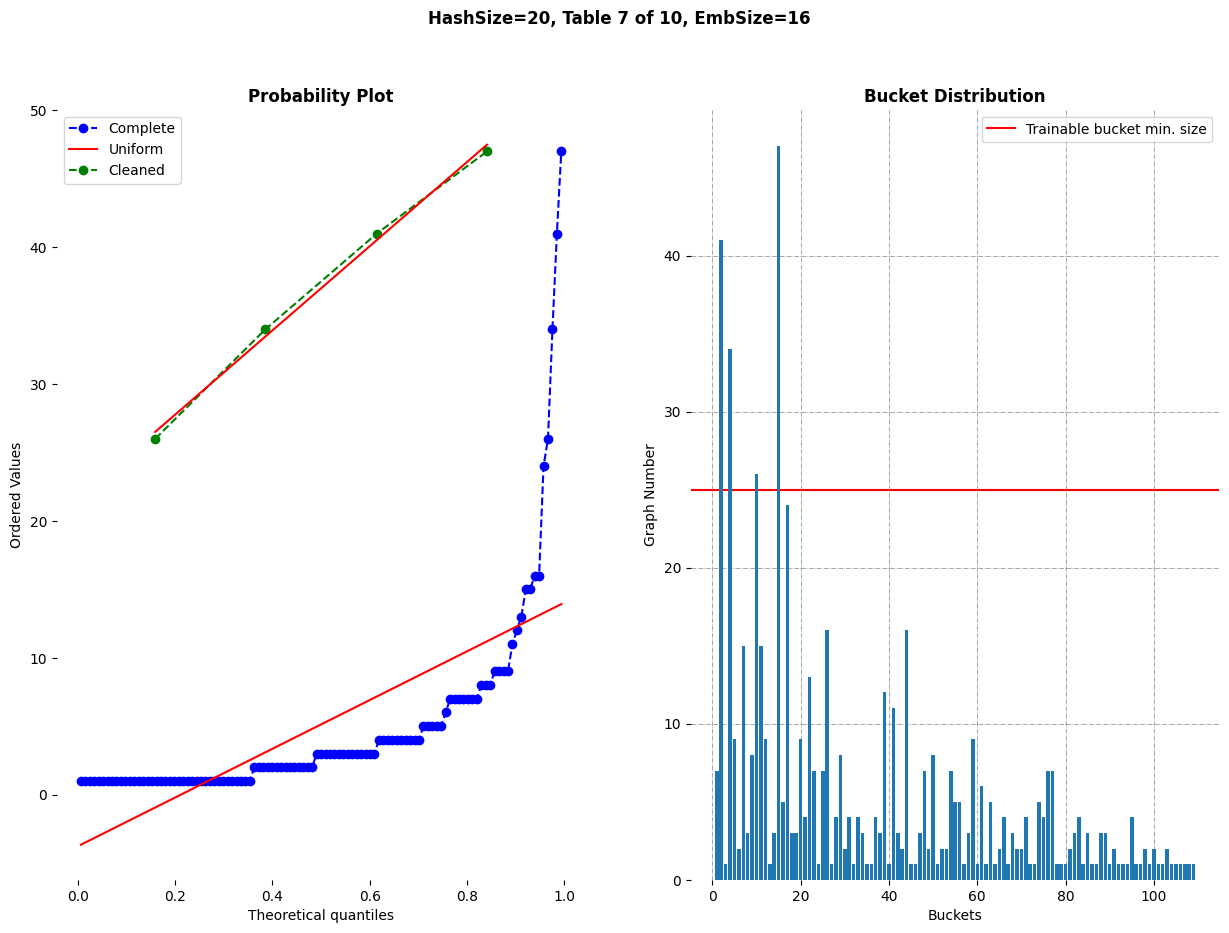 HashSize=20, Table 7 of 10, EmbSize=16
Probability Plot
Complete
Uniform
Cleaned
50
40
30
20
10
0
Ordered Values
0.0 0.2 0.4 0.6 0.8 1.0
Theoretical quantiles
Bucket Distribution
Trainable bucket min. size
40
30
20
10
0
Graph Number
0 20 40 60 80 100
Buckets